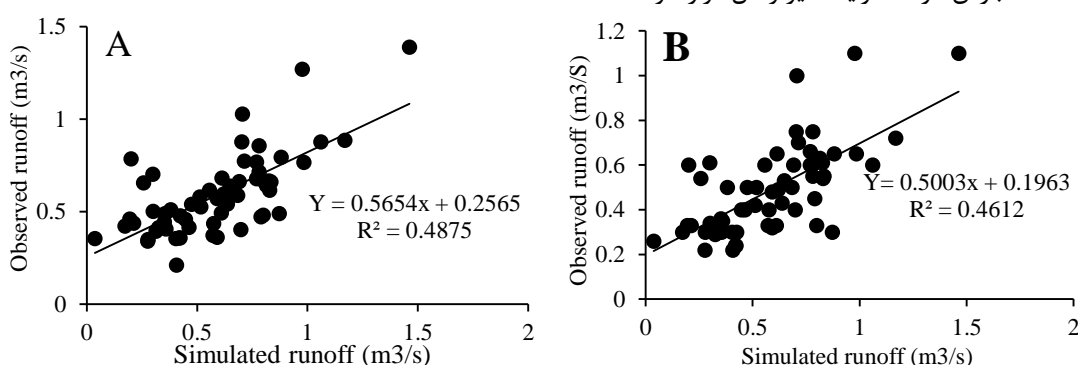 A
Observed runoff (m3/s)
1.5
1
0.5
0
0 0.5 1 1.5 2
Y = 0.5654x + 0.2565
R² = 0.4875
Simulated runoff (m3/s)
B
Observed runoff (m3/S)
1.2
1
0.8
0.6
0.4
0.2
0
0 0.5 1 1.5 2
Y = 0.5003x + 0.1963
R² = 0.4612
Simulated runoff (m3/s)